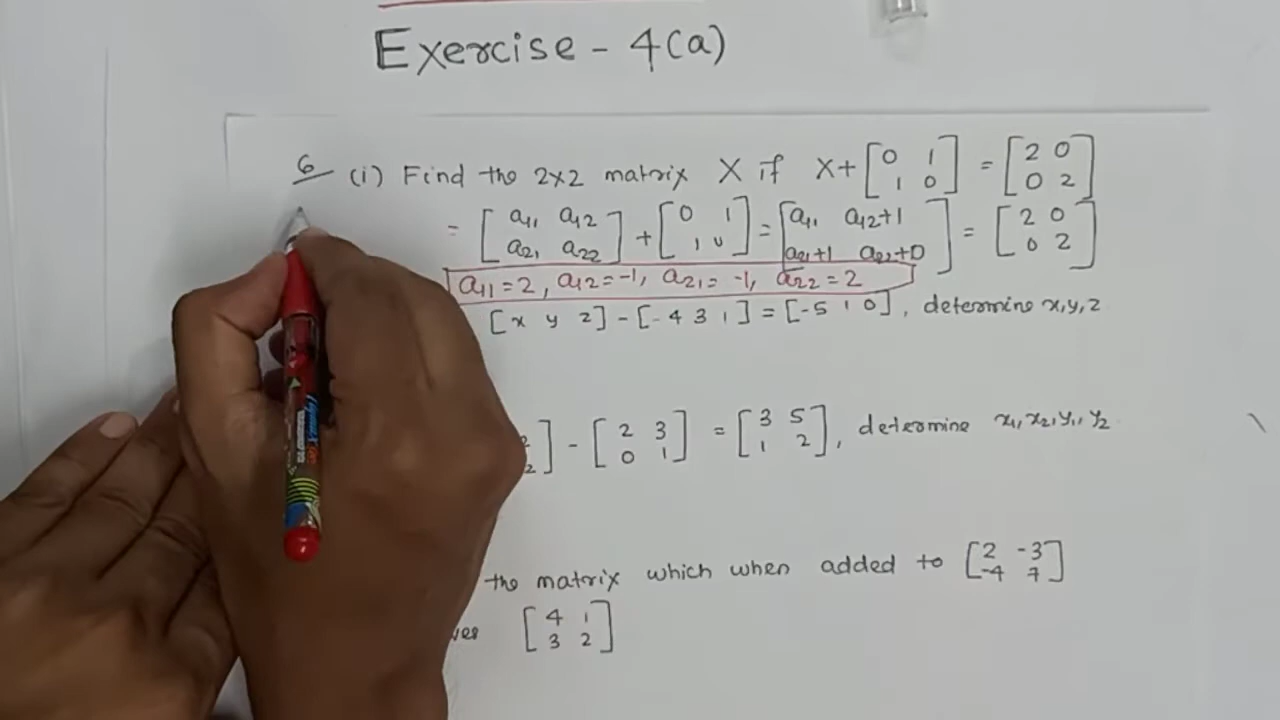 Exercise - 4(a)
6 (i) Find the 2x2 matrix X if X+[0 1 1 0] = [2 0 0 2]
= [a11 a12 a21 a22] + [0 1 1 0] = [a11 a12+1 a21+1 a22+0] = [2 0 0 2]
a11=2, a12=-1, a21=-1, a22=2
[x y z] - [-4 3 1] = [-5 1 0], determine x,y,z
] - [2 3 0 1] = [3 5 1 2], determine x1,x2,y1,y2
the matrix which when added to [2 -3 -4 7]
[4 1 3 2]